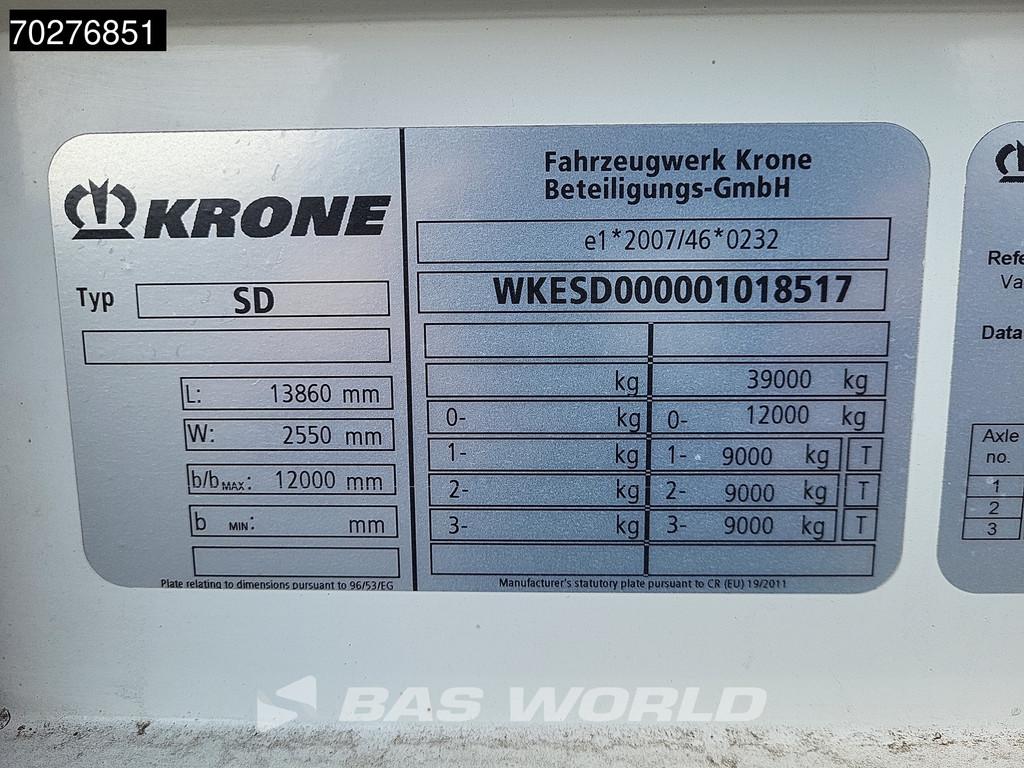 70276851
KRONE
Typ SD
L: 13860 mm
W: 2550 mm
b/b MAX: 12000 mm
b MIN: mm
Plate relating to dimensions pursuant to 96/53/EG
Fahrzeugwerk Krone
Beteiligungs-GmbH
e1*2007/46*0232
WKESD000001018517
kg 39000 kg
0- kg 0- 12000 kg
1- kg 1- 9000 kg T
2- kg 2- 9000 kg T
3- kg 3- 9000 kg T
Manufacturer's statutory plate pursuant to CR (EU) 19/2011
Data
Axle
no.
1
2
3
BAS WORLD